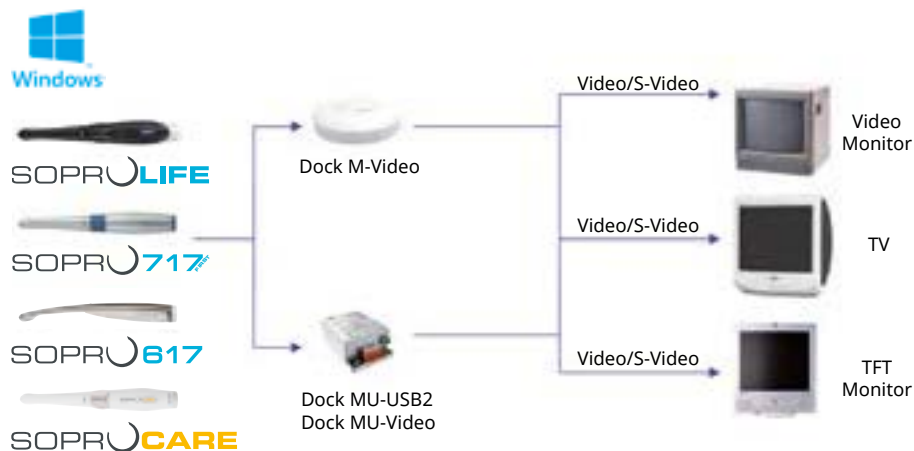 Windows
SOPROLIFE
SOPRO717 FIRST
SOPRO617
SOPROCARE
Dock M-Video
Dock MU-USB2
Dock MU-Video
Video/S-Video
Video
Monitor
Video/S-Video
TV
Video/S-Video
TFT
Monitor